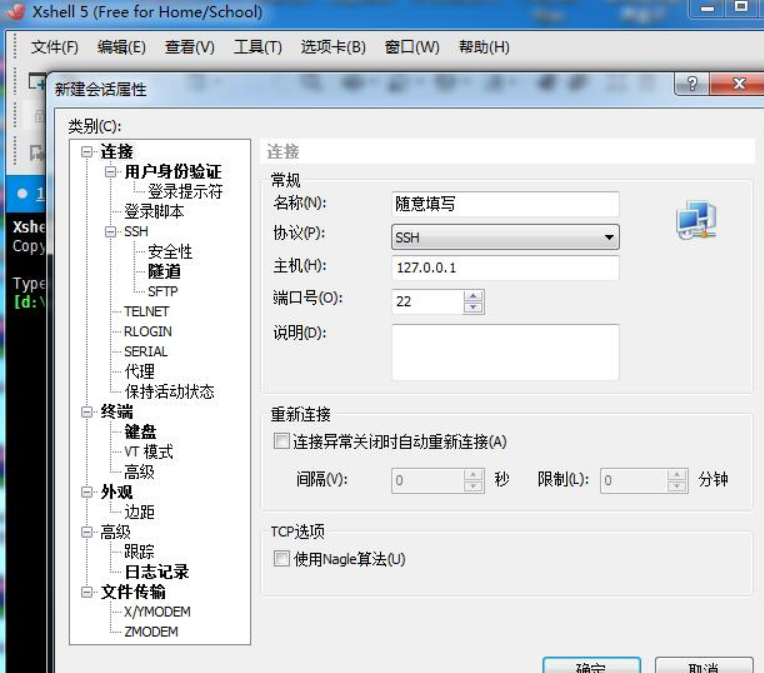 Xshell 5 (Free for Home/School)
文件(F) 编辑(E) 查看(V) 工具(T) 选项卡(B) 窗口(W) 帮助(H)
新建会话属性
类别(C):
连接
用户身份验证
登录提示符
登录脚本
SSH
安全性
隧道
SFTP
TELNET
RLOGIN
SERIAL
代理
保持活动状态
终端
键盘
VT 模式
高级
外观
边距
高级
跟踪
日志记录
文件传输
X/YMODEM
ZMODEM
连接
常规
名称(N): 随意填写
协议(P): SSH
主机(H): 127.0.0.1
端口号(O): 22
说明(D):
重新连接
连接异常关闭时自动重新连接(A)
间隔(V): 0 秒 限制(L): 0 分钟
TCP选项
使用Nagle算法(U)
确定 取消
1
Xshe
Copy
Type
[d:\